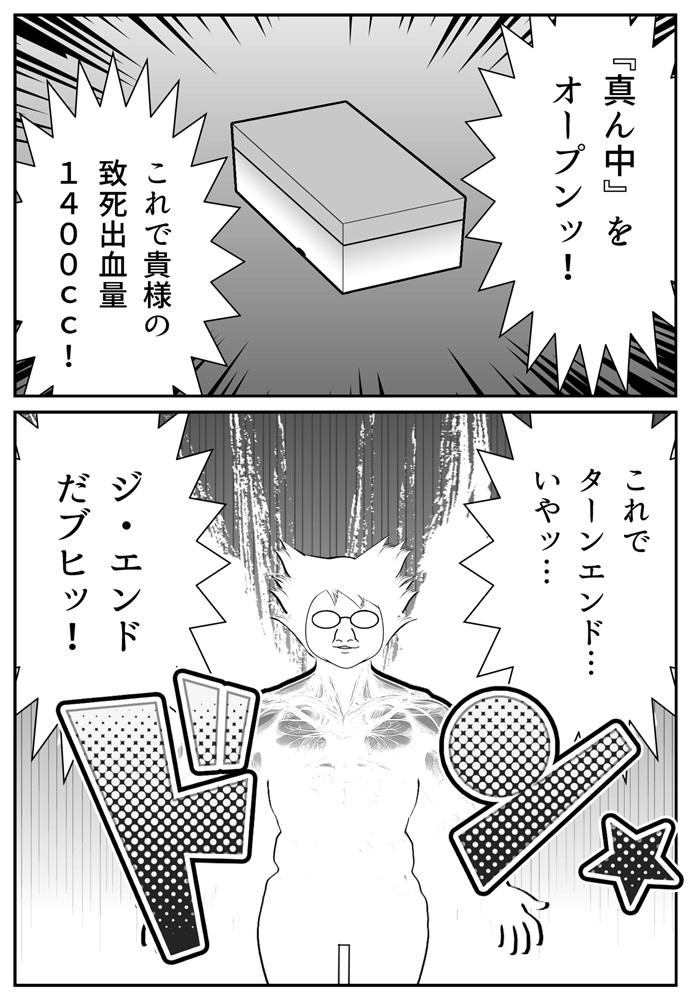 『真ん中』を
オープンッ！
これで貴様の
致死出血量
１４００ｃｃ！
これで
ターンエンド…
いやッ…
ジ・エンド
だブヒッ！
ドン☆